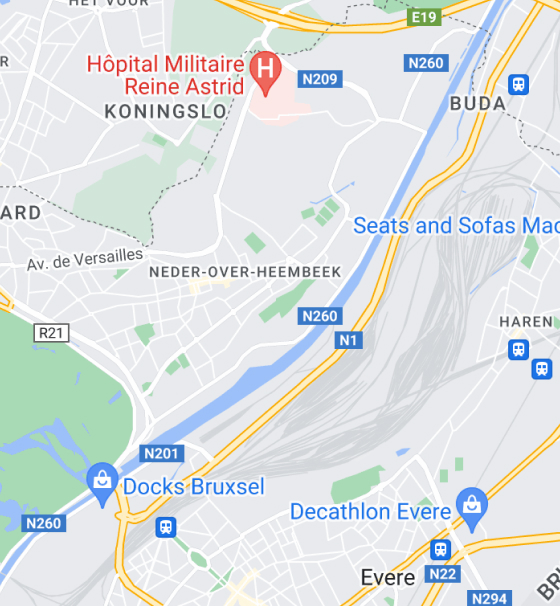 HET VOOR
E19
R
Hôpital Militaire
Reine Astrid
H
N209
N260
KONINGSLO
BUDA
ARD
Seats and Sofas Mac
Av. de Versailles
NEDER-OVER-HEEMBEEK
N260
HAREN
R21
N1
N201
Docks Bruxsel
Decathlon Evere
N260
Evere
N22
N294
BR